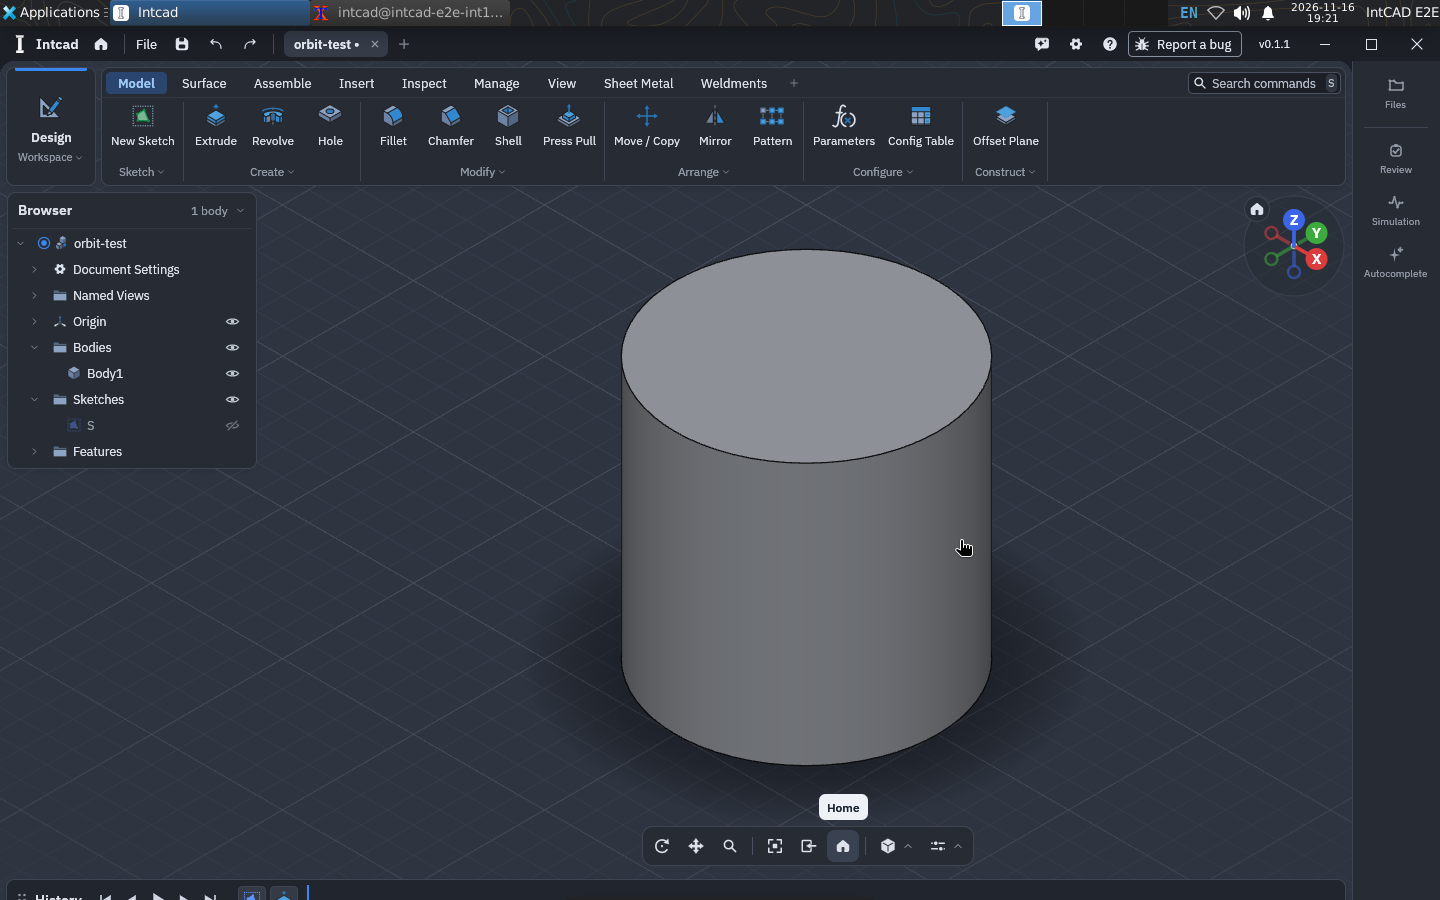 Applications
Intcad
intcad@intcad-e2e-int1...
EN
2026-11-16
19:21
IntCAD E2E
Intcad
File
orbit-test •
Report a bug
v0.1.1
Design
Workspace
Model
Surface
Assemble
Insert
Inspect
Manage
View
Sheet Metal
Weldments
Search commands
S
New Sketch
Extrude
Revolve
Hole
Fillet
Chamfer
Shell
Press Pull
Move / Copy
Mirror
Pattern
Parameters
Config Table
Offset Plane
Sketch
Create
Modify
Arrange
Configure
Construct
Files
Review
Simulation
Autocomplete
Browser
1 body
orbit-test
Document Settings
Named Views
Origin
Bodies
Body1
Sketches
S
Features
Z
Y
X
Home
History